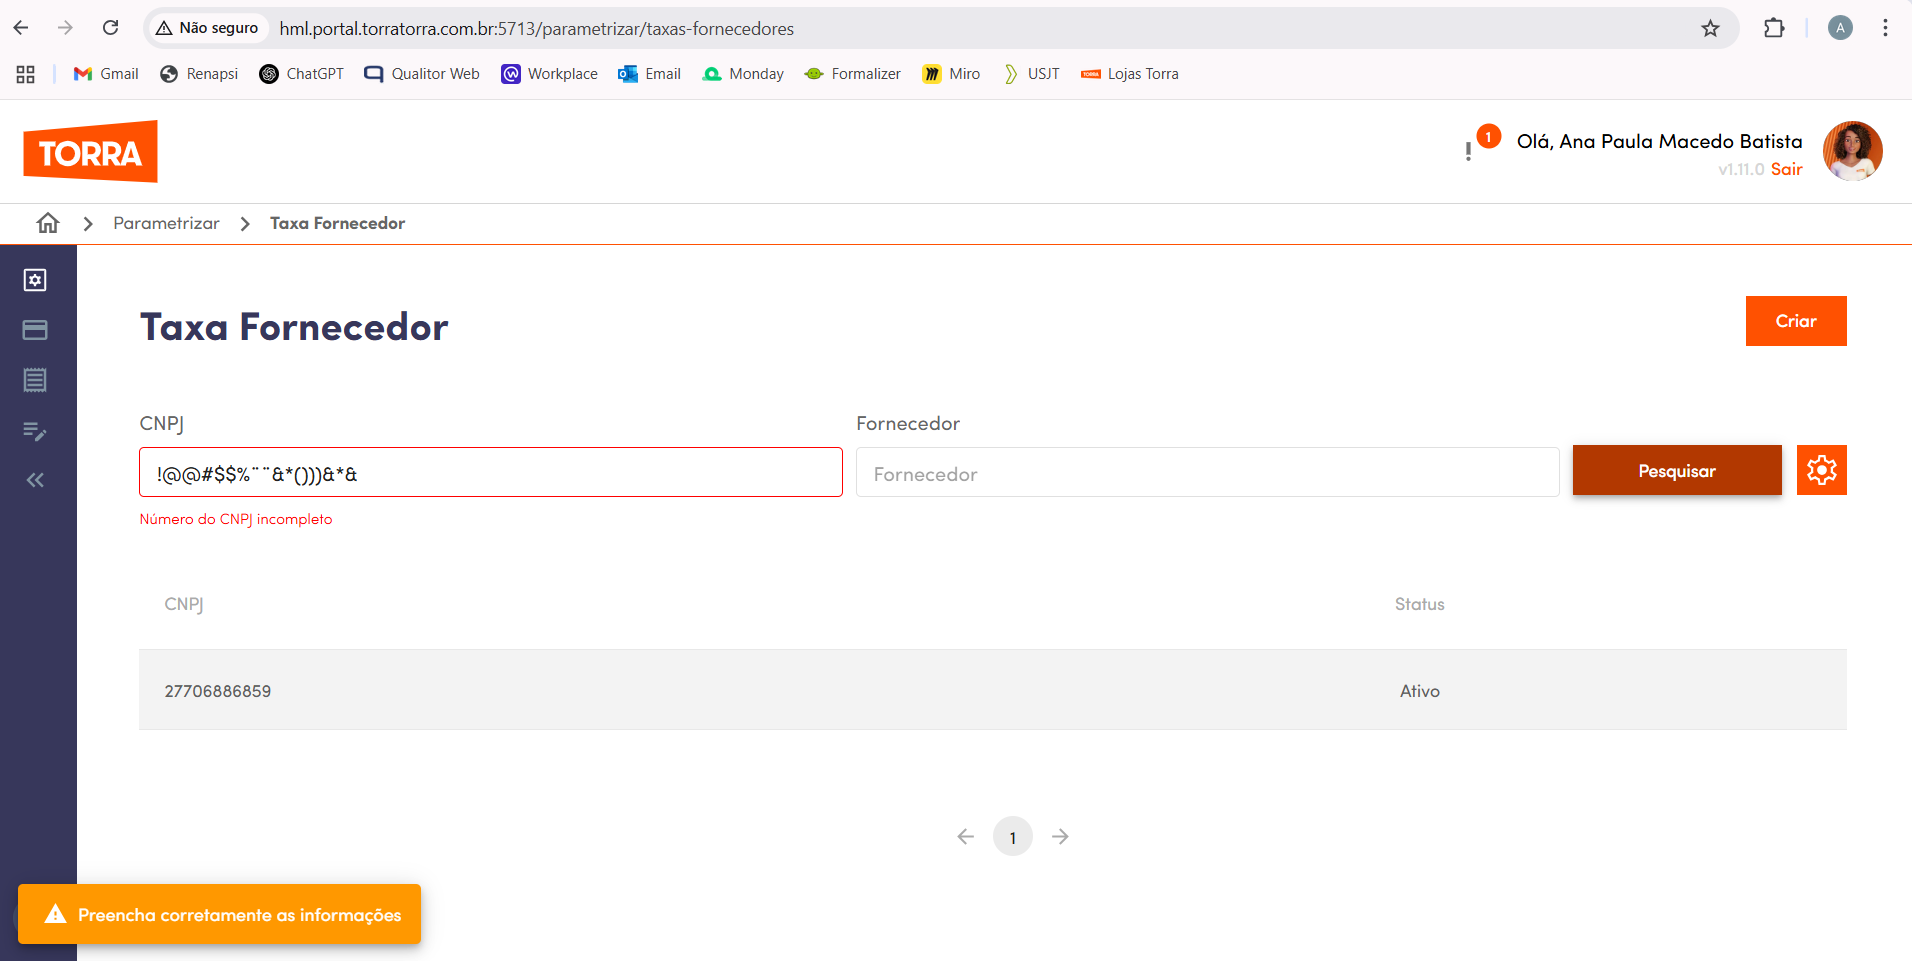 Não seguro
hml.portal.torratorra.com.br:5713/parametrizar/taxas-fornecedores
A
Gmail
Renapsi
ChatGPT
Qualitor Web
Workplace
Email
Monday
Formalizer
Miro
USJT
Lojas Torra
TORRA
1
Olá, Ana Paula Macedo Batista
v1.11.0 Sair
Parametrizar
Taxa Fornecedor
Taxa Fornecedor
Criar
CNPJ
Fornecedor
!@@#$$%¨¨&*()))&*&
Fornecedor
Pesquisar
Número do CNPJ incompleto
CNPJ
Status
27706886859
Ativo
1
Preencha corretamente as informações